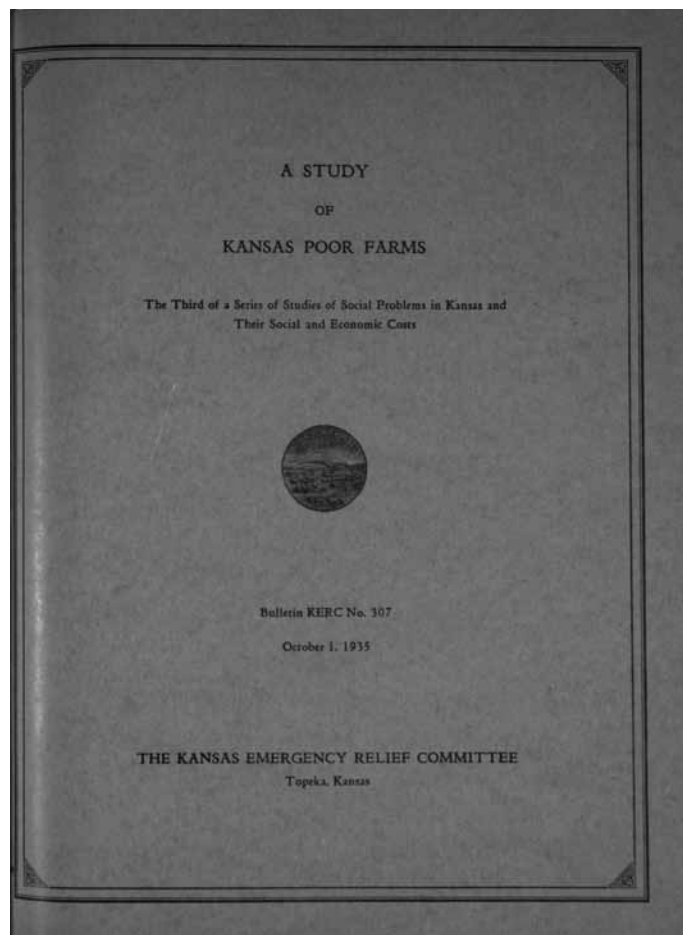 A STUDY
OF
KANSAS POOR FARMS
The Third of a Series of Studies of Social Problems in Kansas and
Their Social and Economic Costs
Bulletin KERC No. 307
October 1, 1935
THE KANSAS EMERGENCY RELIEF COMMITTEE
Topeka, Kansas